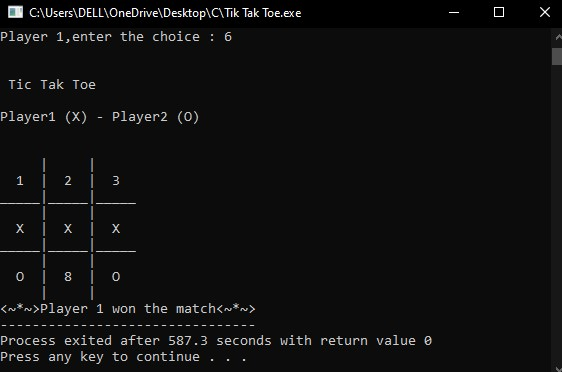 C:\Users\DELL\OneDrive\Desktop\C\Tik Tak Toe.exe
Player 1,enter the choice : 6
Tic Tak Toe
Player1 (X) - Player2 (O)
     |     |
  1  |  2  |  3
_____|_____|_____
     |     |
  X  |  X  |  X
_____|_____|_____
     |     |
  O  |  8  |  O
     |     |
<~*~>Player 1 won the match<~*~>
--------------------------------
Process exited after 587.3 seconds with return value 0
Press any key to continue . . .